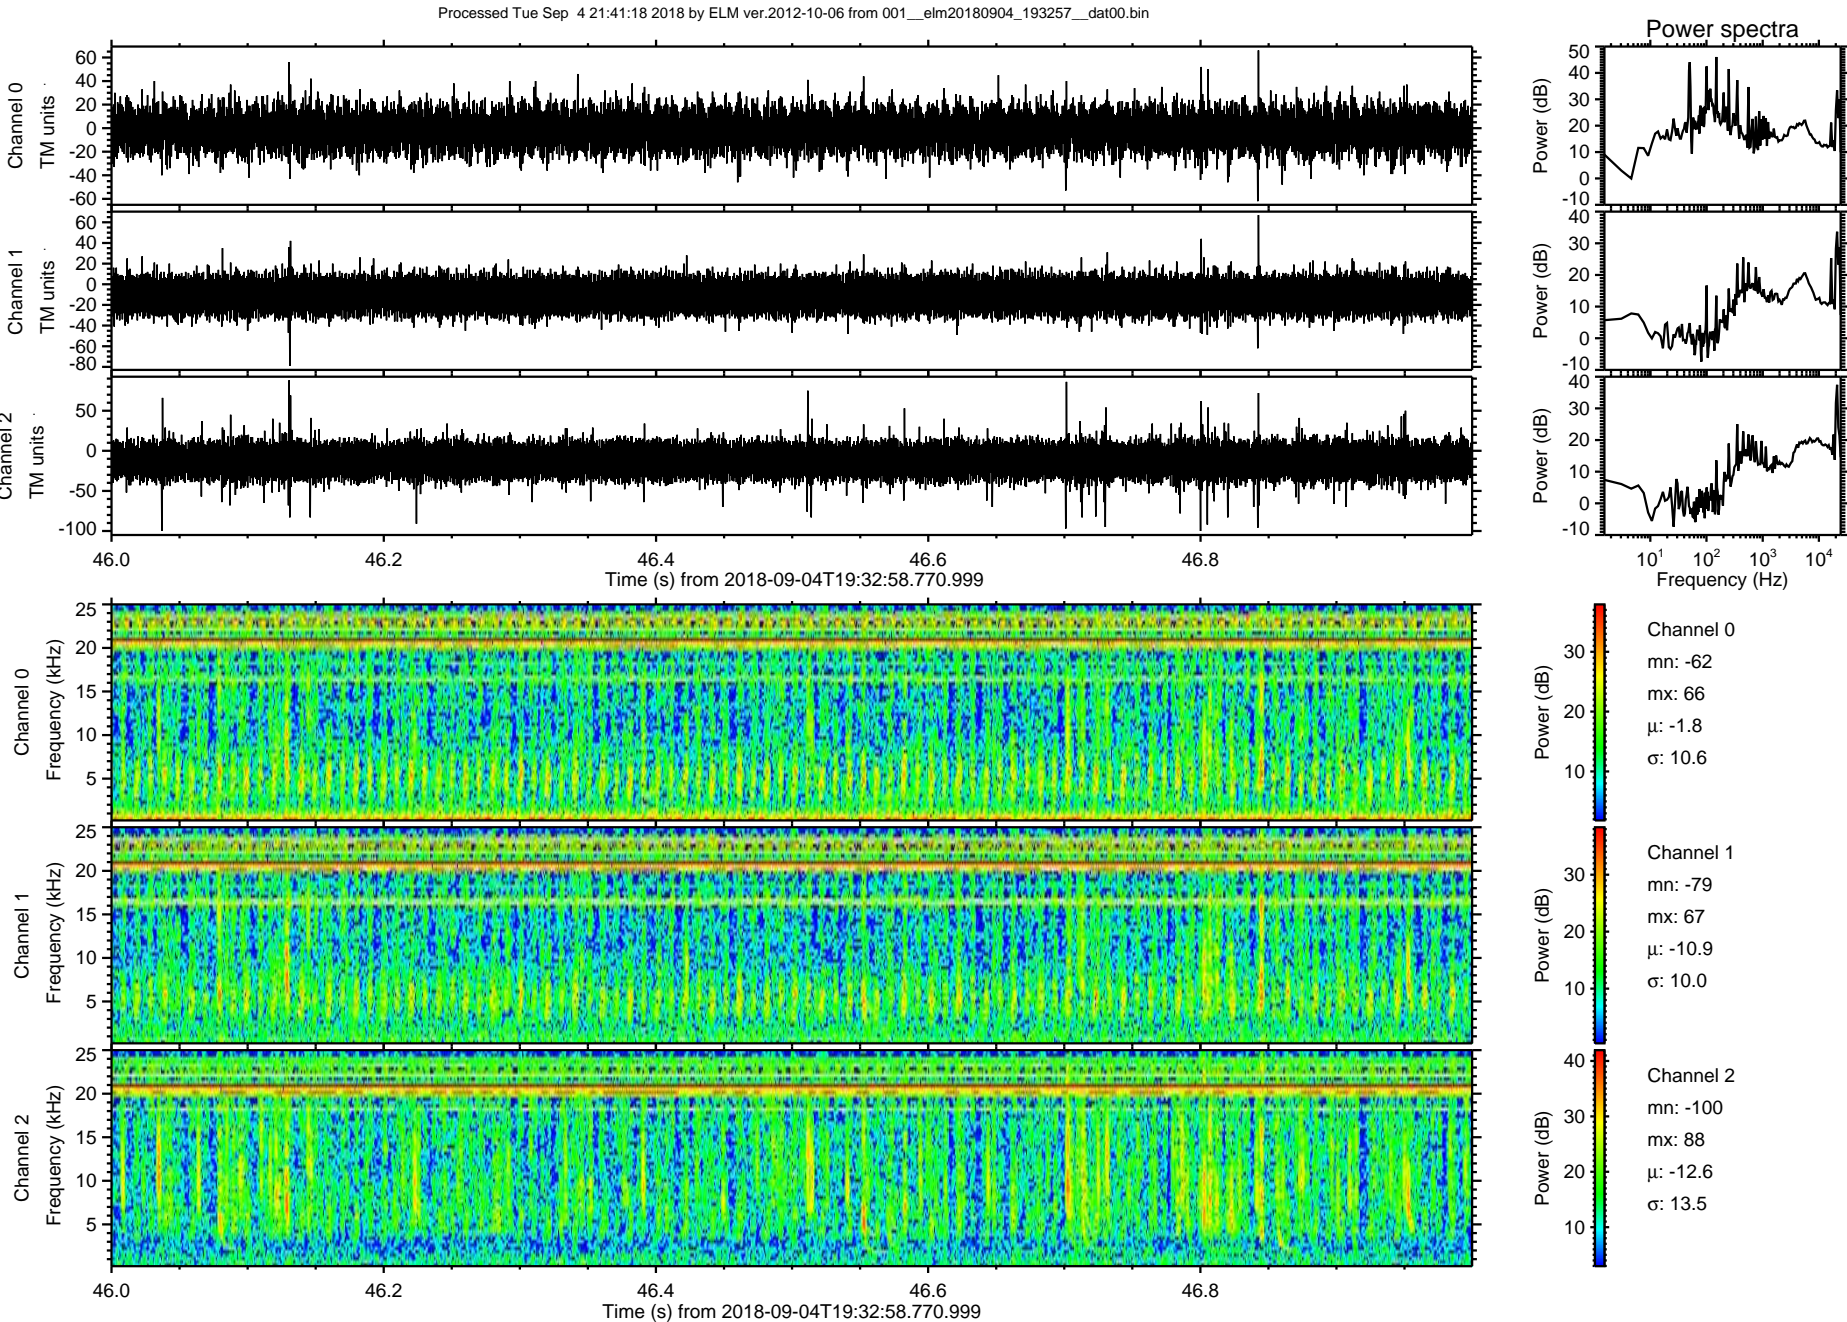 Processed Tue Sep 4 21:41:18 2018 by ELM ver.2012-10-06 from 001__elm20180904_193257__dat00.bin
Power spectra
Channel 0
TM units
60
40
20
0
-20
-40
-60
Power (dB)
50
40
30
20
10
0
-10
Channel 1
TM units
60
40
20
0
-20
-40
-60
-80
Power (dB)
40
30
20
10
0
-10
Channel 2
TM units
50
0
-50
-100
Power (dB)
40
30
20
10
0
-10
46.0 46.2 46.4 46.6 46.8
Time (s) from 2018-09-04T19:32:58.770.999
10^1 10^2 10^3 10^4
Frequency (Hz)
Channel 0
Frequency (kHz)
25
20
15
10
5
Power (dB)
30
20
10
Channel 0
mn: -62
mx: 66
μ: -1.8
σ: 10.6
Channel 1
Frequency (kHz)
25
20
15
10
5
Power (dB)
30
20
10
Channel 1
mn: -79
mx: 67
μ: -10.9
σ: 10.0
Channel 2
Frequency (kHz)
25
20
15
10
5
Power (dB)
40
30
20
10
Channel 2
mn: -100
mx: 88
μ: -12.6
σ: 13.5
46.0 46.2 46.4 46.6 46.8
Time (s) from 2018-09-04T19:32:58.770.999